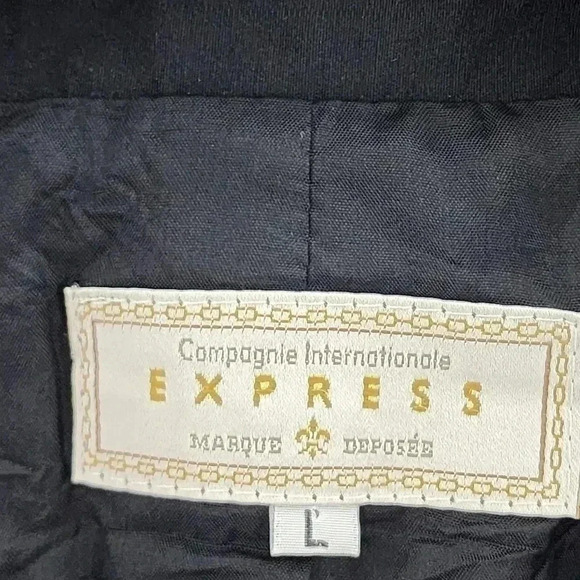 Compagnie Internationale
EXPRESS
MARQUE DEPOSÉE
L